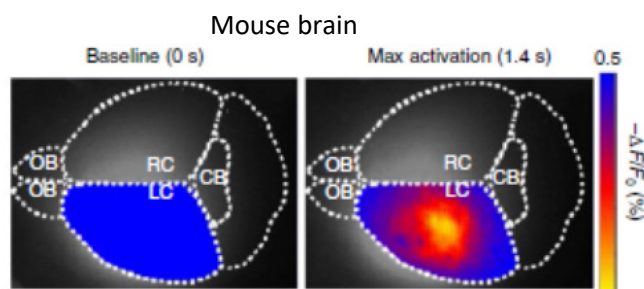 Mouse brain
Baseline (0 s)
Max activation (1.4 s)
0.5
OB
OB
RC
LC
CB
OB
OB
RC
LC
CB
−ΔF/F₀ (%)